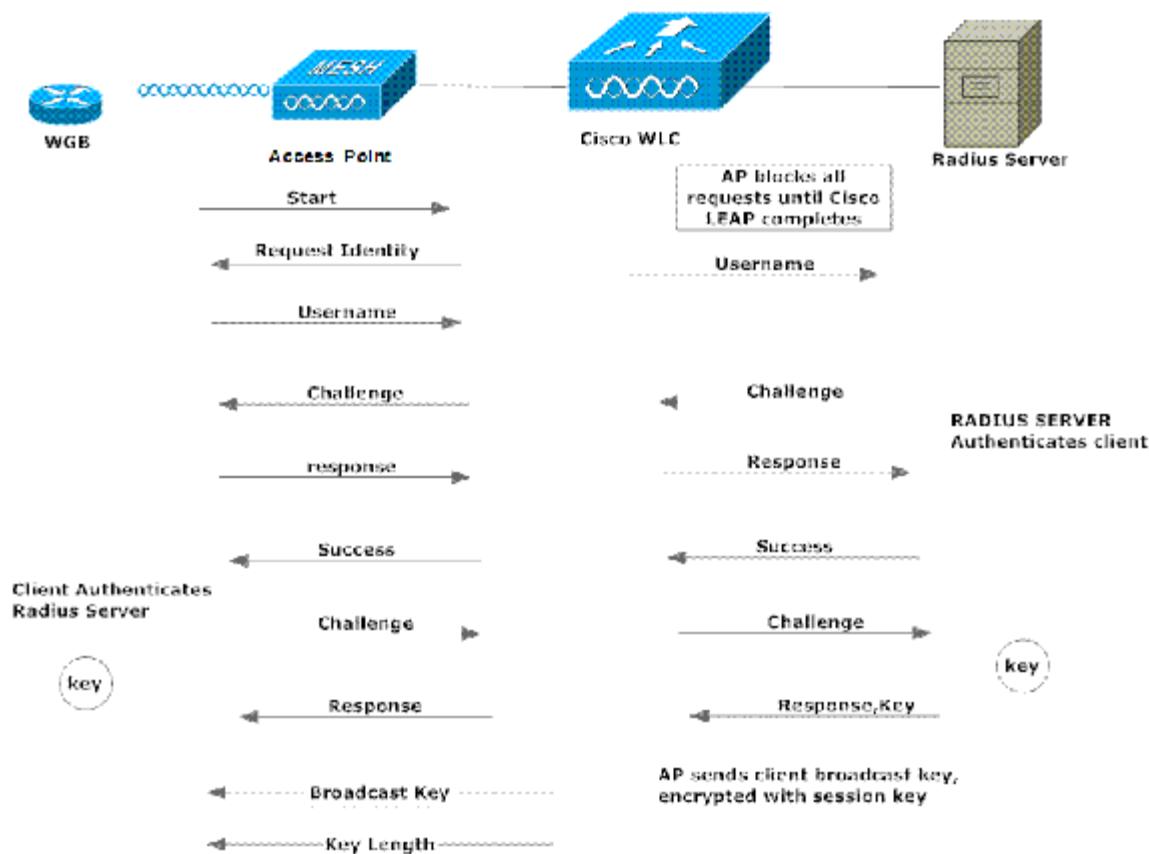 MESH
WGB
Access Point
Cisco WLC
Radius Server
AP blocks all
requests until Cisco
LEAP completes
Start
Request Identity
Username
Username
Challenge
Challenge
RADIUS SERVER
Authenticates client
response
Response
Success
Success
Client Authenticates
Radius Server
Challenge
Challenge
key
key
Response
Response,Key
AP sends client broadcast key,
encrypted with session key
Broadcast Key
Key Length